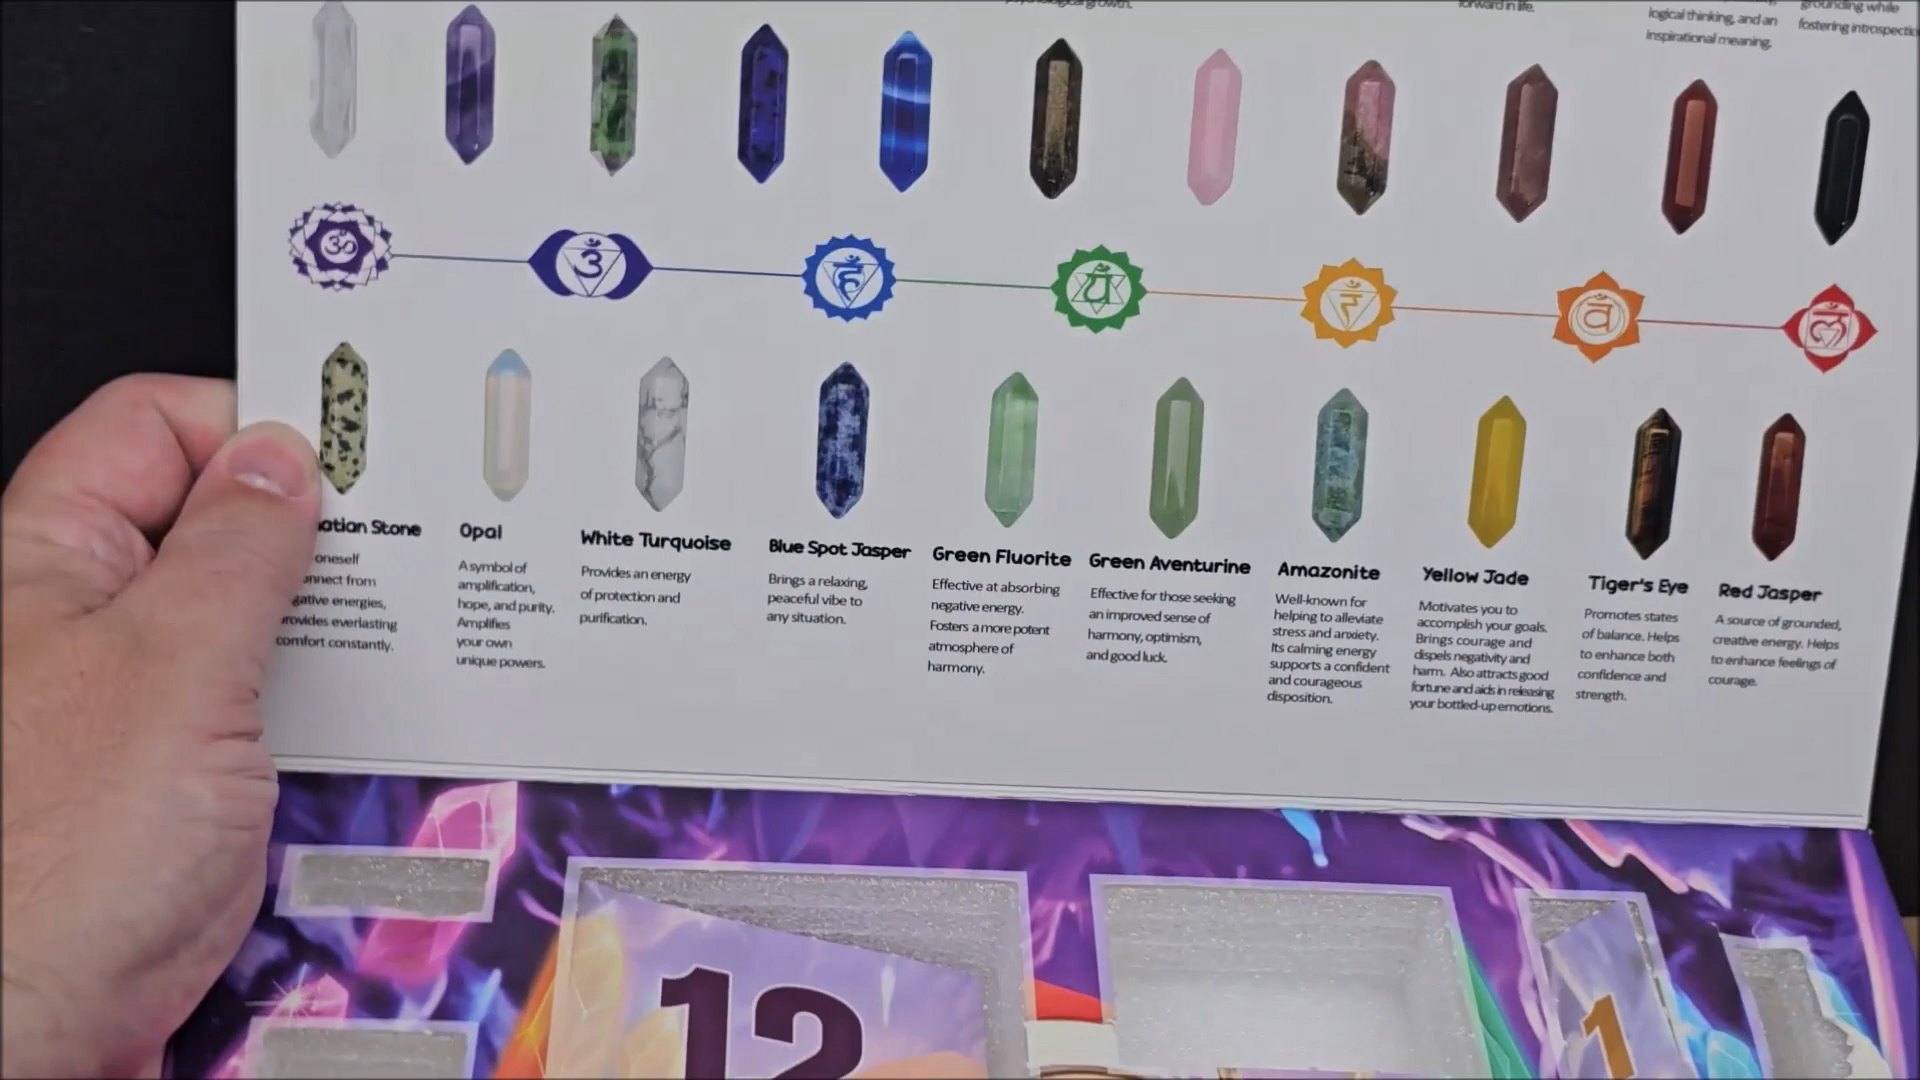 forward in life.
logical thinking, and an
inspirational meaning.
grounding while
ॐ
हं
यं
रं
वं
लं
Stone
oneself
from
energies,
everlasting
comfort constantly.
Opal
A symbol of
amplification,
hope, and purity.
Amplifies
your own
unique powers.
White Turquoise
Provides an energy
of protection and
purification.
Blue Spot Jasper
Brings a relaxing,
peaceful vibe to
any situation.
Green Fluorite
Effective at absorbing
negative energy.
Fosters a more potent
atmosphere of
harmony.
Green Aventurine
Effective for those seeking
an improved sense of
harmony, optimism,
and good luck.
Amazonite
Well-known for
helping to alleviate
stress and anxiety.
Its calming energy
supports a confident
and courageous
disposition.
Yellow Jade
Motivates you to
accomplish your goals.
Brings courage and
dispels negativity and
harm. Also attracts good
fortune and aids in releasing
your bottled-up emotions.
Tiger's Eye
Promotes states
of balance. Helps
to enhance both
confidence and
strength.
Red Jasper
A source of grounded,
creative energy. Helps
to enhance feelings of
courage.
12
1